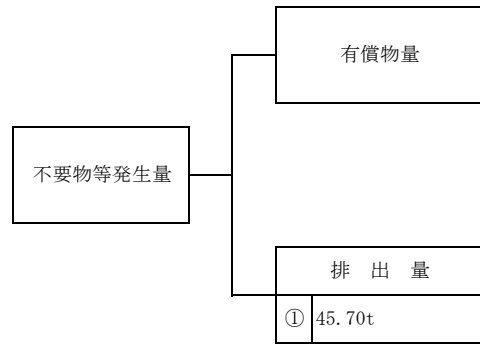 有償物量
不要物等発生量
排 出 量
① 45.70t